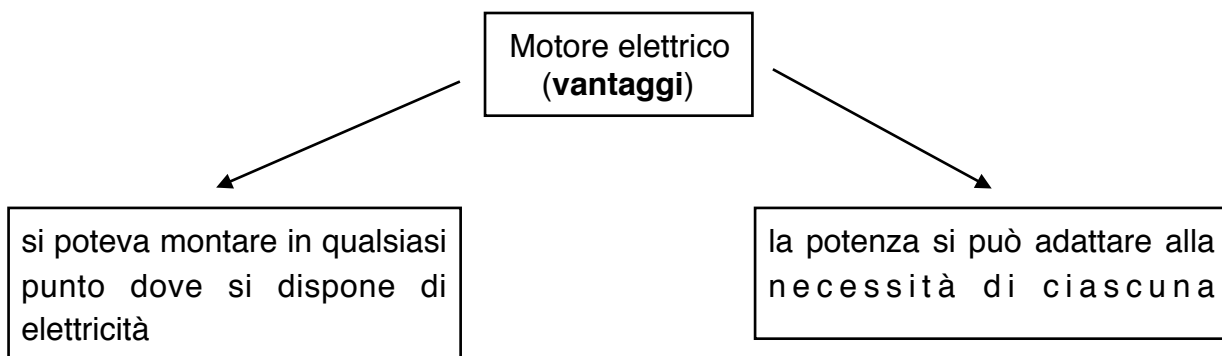 Motore elettrico
(vantaggi)
si poteva montare in qualsiasi
punto dove si dispone di
elettricità
la potenza si può adattare alla
necessità di ciascuna